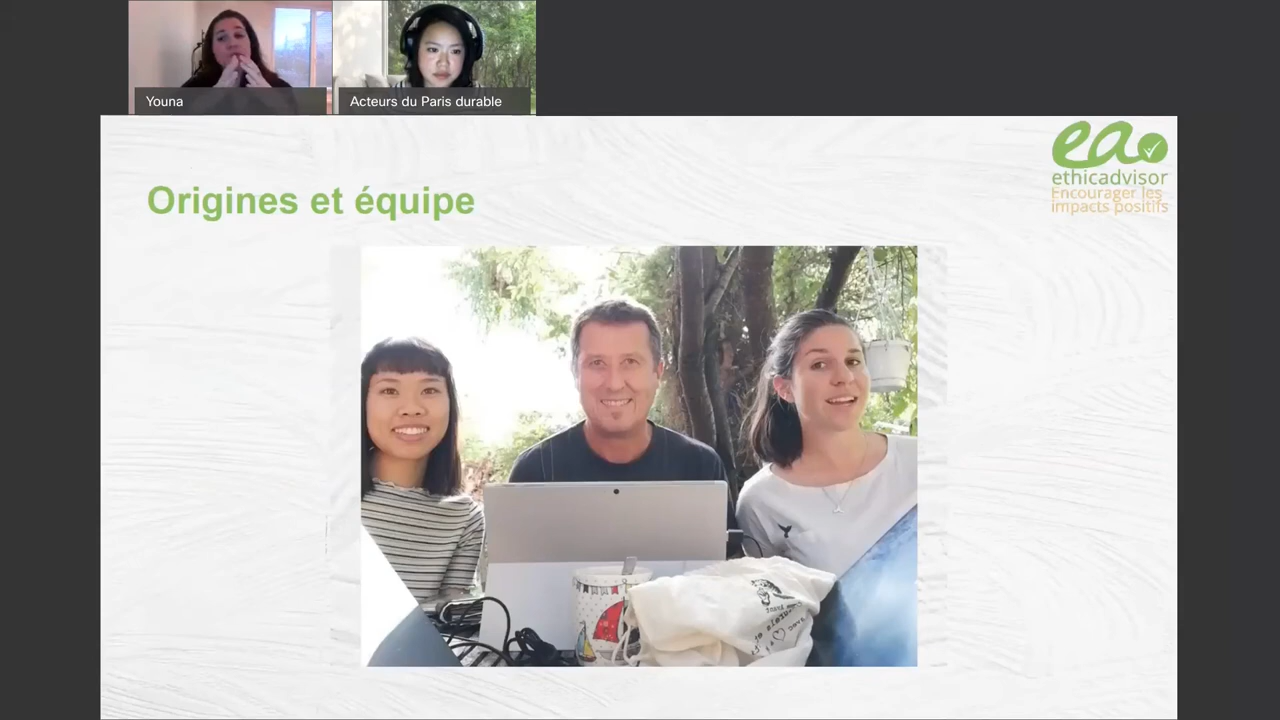 Youna
Acteurs du Paris durable
ea
ethicadvisor
Encourager les
impacts positifs
Origines et équipe